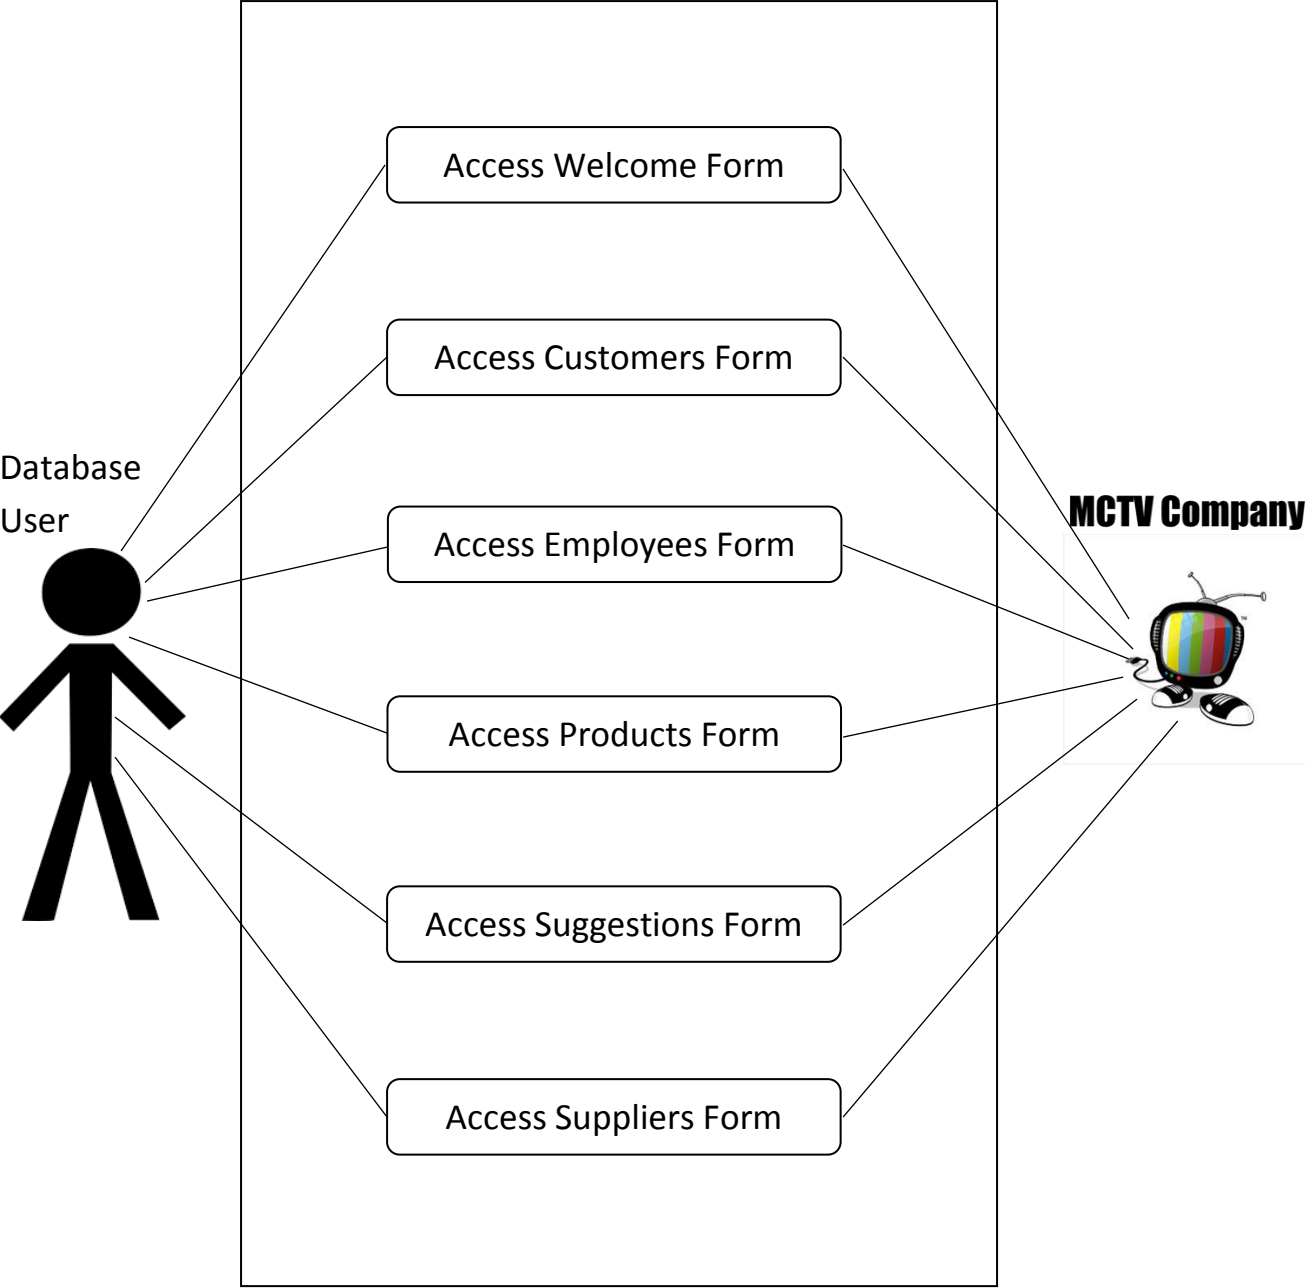 Access Welcome Form
Access Customers Form
Database
User
MCTV Company
Access Employees Form
TM
Access Products Form
Access Suggestions Form
Access Suppliers Form